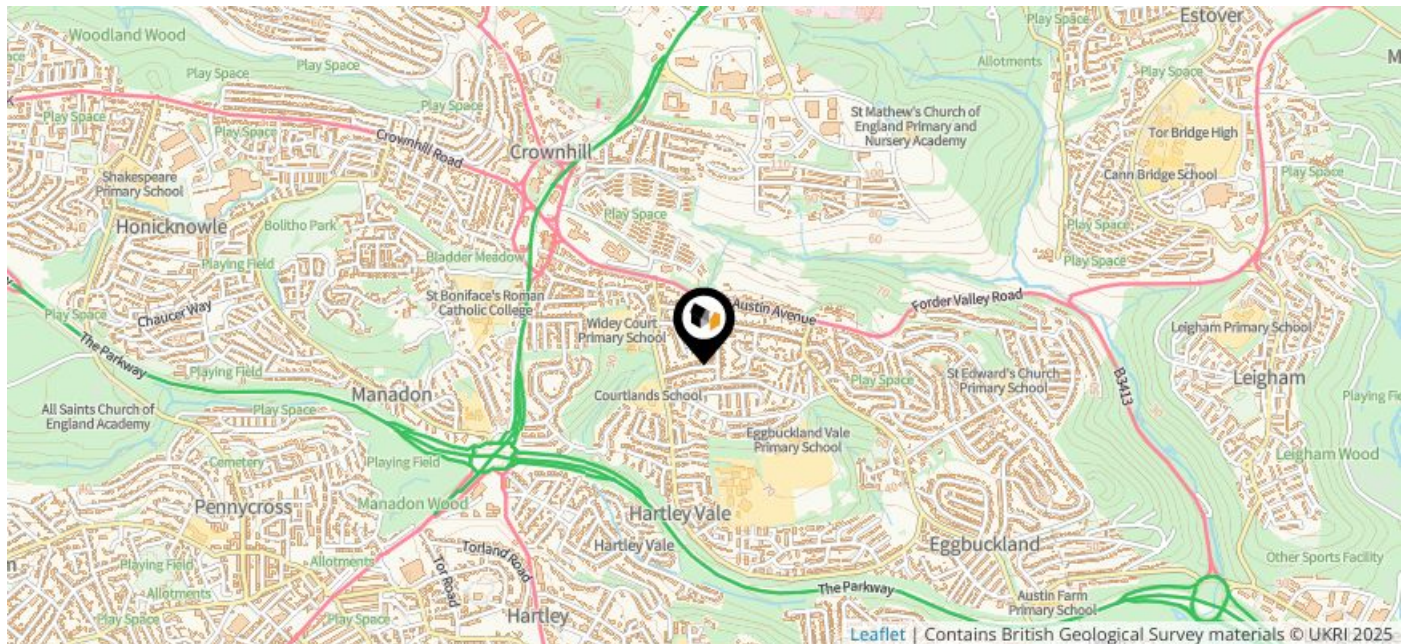 Woodland Wood
Play Space
Play Space
Estover
Play Space
Allotments
Play Space
Play Space
Play Space
Play Space
Crownhill Road
Crownhill
St Mathew's Church of
England Primary and
Nursery Academy
Tor Bridge High
Cann Bridge School
Play Space
Shakespeare
Primary School
Honicknowle
Bolitho Park
Play Space
Play Space
100
80
60
Playing Field
Bladder Meadow
Play Space
Play Space
Chaucer Way
St Boniface's Roman
Catholic College
Widey Court
Primary School
Austin Avenue
Forder Valley Road
Leigham Primary School
The Parkway
Playing Field
Manadon
Courtlands School
Play Space
St Edward's Church
Primary School
B3413
Leigham
All Saints Church of
England Academy
Play Space
Eggbuckland Vale
Primary School
Playing Field
Cemetery
Leigham Wood
Pennycross
Manadon Wood
Hartley Vale
Hartley Vale
Eggbuckland
Allotments
Torland Road
Tor Road
Other Sports Facility
Playing Field
Allotments
Play Space
Hartley
The Parkway
Austin Farm
Primary School
Play Space
Leaflet | Contains British Geological Survey materials © UKRI 2025